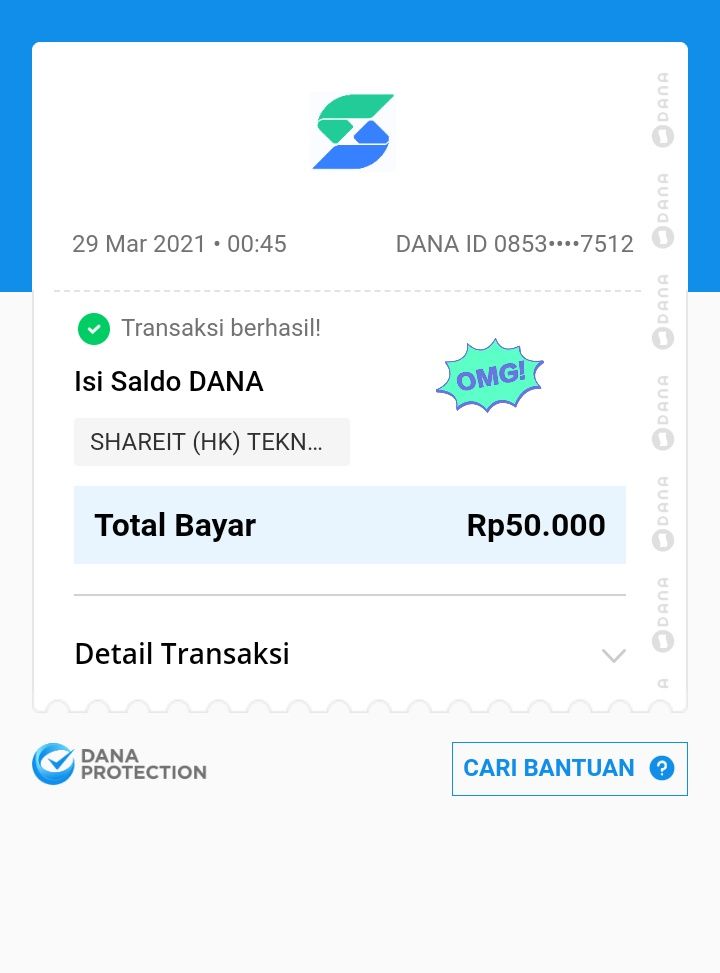 29 Mar 2021 • 00:45
DANA ID 0853••••7512
Transaksi berhasil!
Isi Saldo DANA
OMG!
SHAREIT (HK) TEKN...
Total Bayar
Rp50.000
Detail Transaksi
DANA
DANA
DANA
DANA
DANA
DANA
A
DANA
PROTECTION
CARI BANTUAN ?